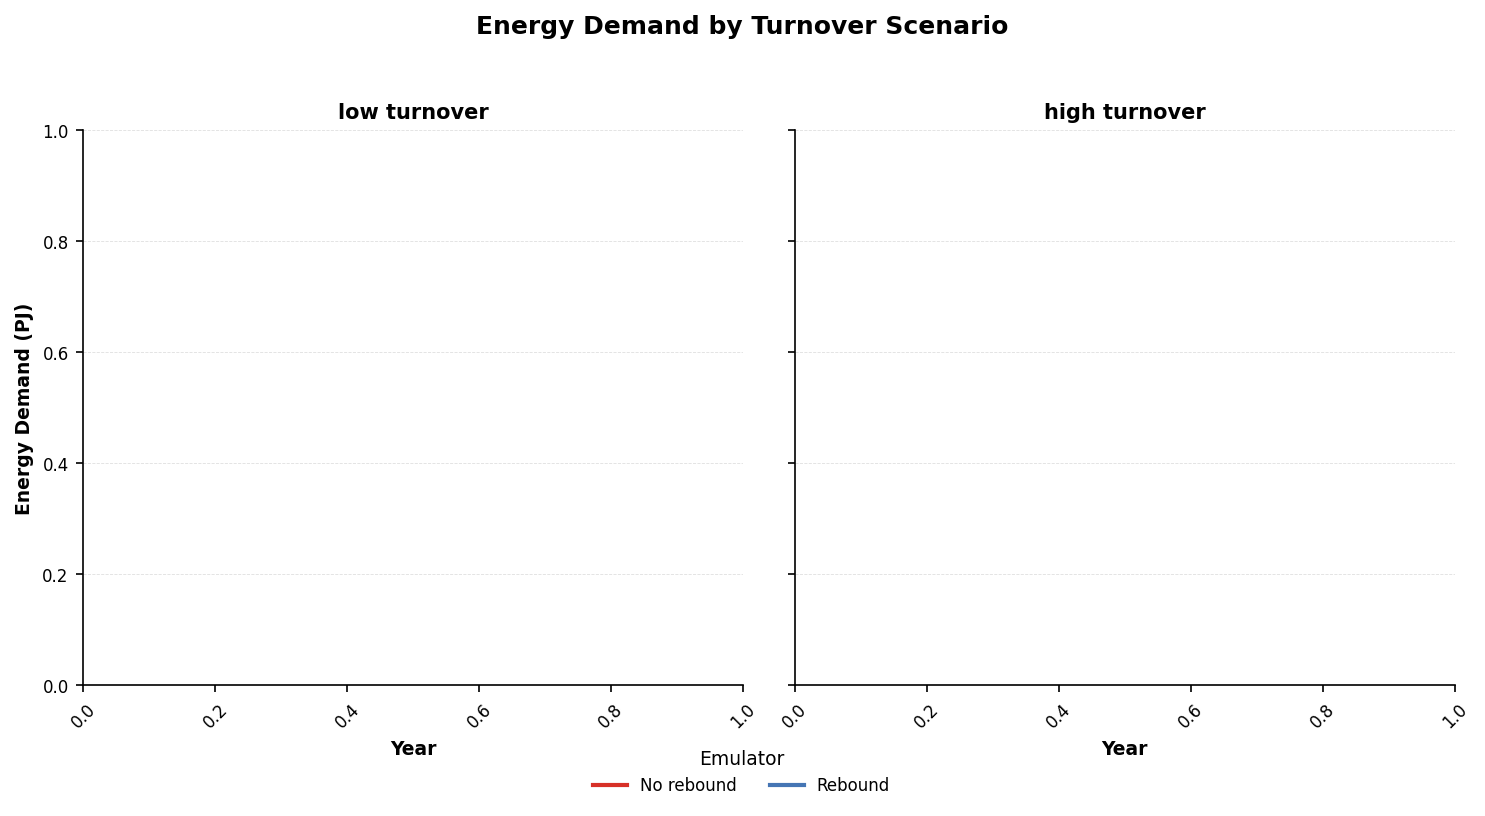 Energy Demand by Turnover Scenario
low turnover
high turnover
Energy Demand (PJ)
1.0
0.8
0.6
0.4
0.2
0.0
0.0 0.2 0.4 0.6 0.8 1.0
0.0 0.2 0.4 0.6 0.8 1.0
Year
Year
Emulator
No rebound Rebound